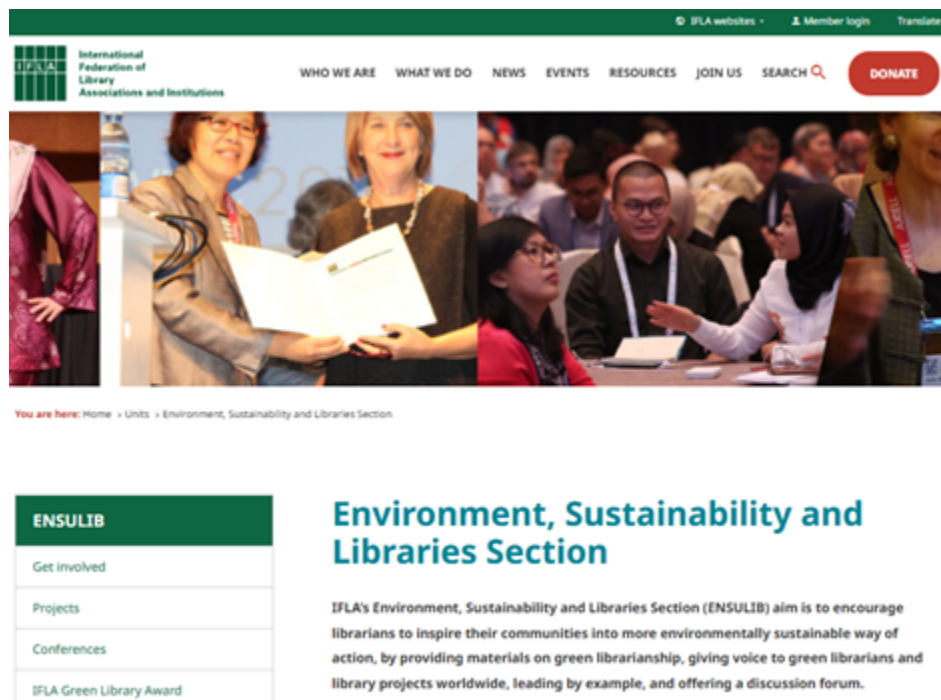 IFLA websites
Member login
Translate
IFLA
International
Federation of
Library
Associations and Institutions
WHO WE ARE
WHAT WE DO
NEWS
EVENTS
RESOURCES
JOIN US
SEARCH
DONATE
You are here: Home › Units › Environment, Sustainability and Libraries Section
ENSULIB
Get involved
Projects
Conferences
IFLA Green Library Award
Environment, Sustainability and
Libraries Section
IFLA's Environment, Sustainability and Libraries Section (ENSULIB) aim is to encourage
librarians to inspire their communities into more environmentally sustainable way of
action, by providing materials on green librarianship, giving voice to green librarians and
library projects worldwide, leading by example, and offering a discussion forum.